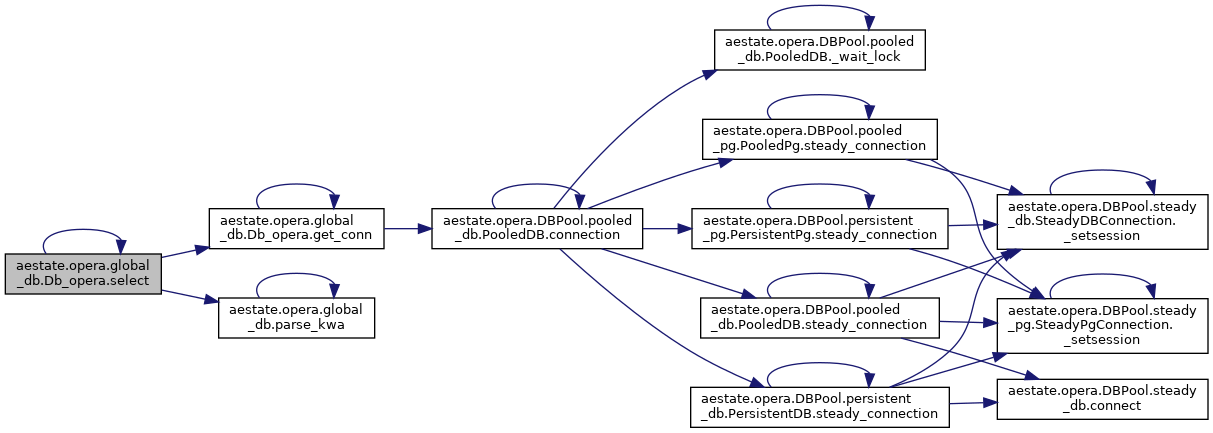 aestate.opera.global
_db.Db_opera.select
aestate.opera.global
_db.Db_opera.get_conn
aestate.opera.global
_db.parse_kwa
aestate.opera.DBPool.pooled
_db.PooledDB.connection
aestate.opera.DBPool.pooled
_db.PooledDB._wait_lock
aestate.opera.DBPool.pooled
_pg.PooledPg.steady_connection
aestate.opera.DBPool.persistent
_pg.PersistentPg.steady_connection
aestate.opera.DBPool.pooled
_db.PooledDB.steady_connection
aestate.opera.DBPool.persistent
_db.PersistentDB.steady_connection
aestate.opera.DBPool.steady
_db.SteadyDBConnection.
_setsession
aestate.opera.DBPool.steady
_pg.SteadyPgConnection.
_setsession
aestate.opera.DBPool.steady
_db.connect